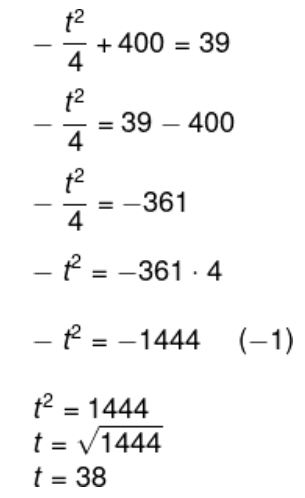 − t²/4 + 400 = 39
− t²/4 = 39 − 400
− t²/4 = −361
− t² = −361 · 4
− t² = −1444 (−1)
t² = 1444
t = √1444
t = 38